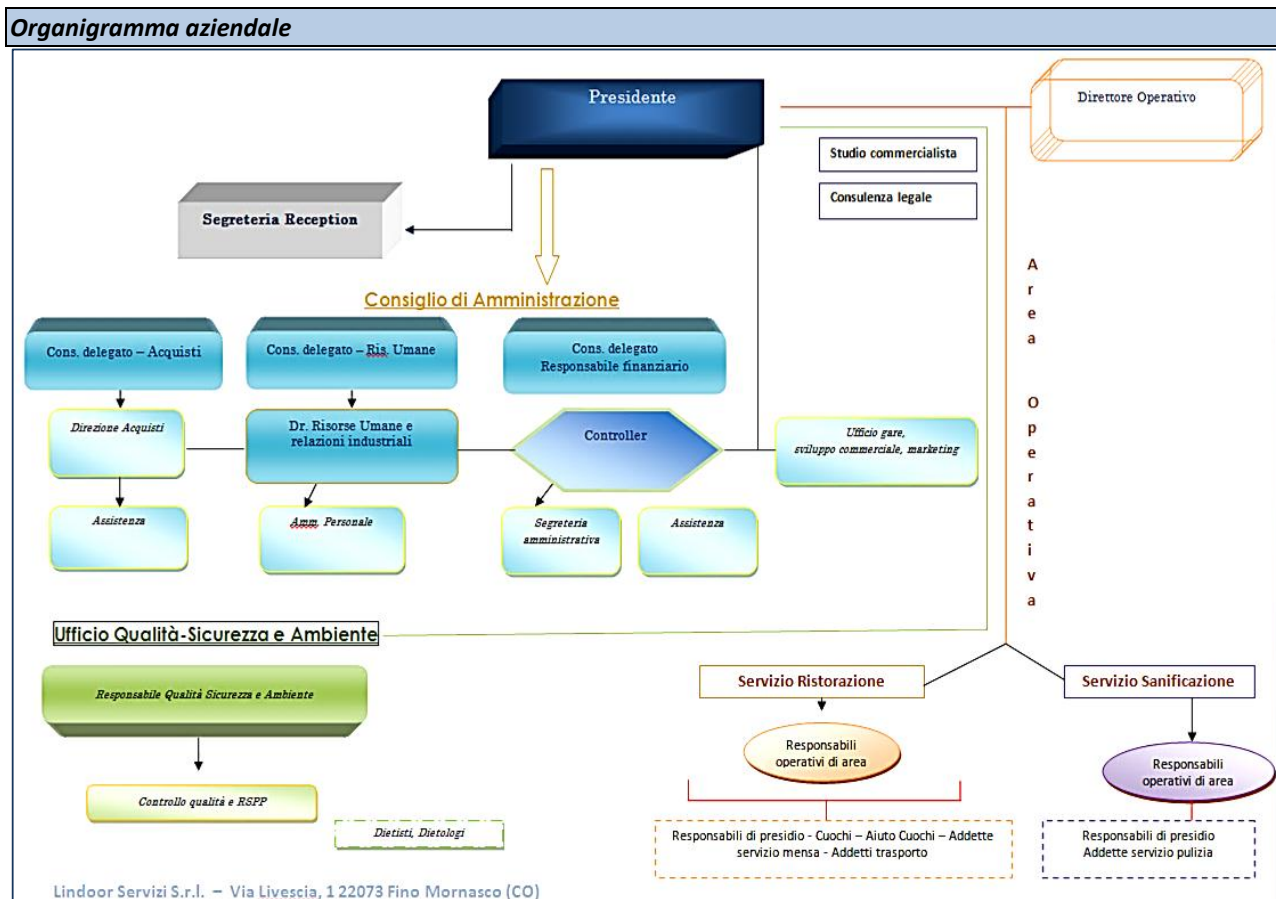 Organigramma aziendale
Presidente
Direttore Operativo
Studio commercialista
Consulenza legale
Segreteria Reception
Consiglio di Amministrazione
Cons. delegato – Acquisti
Cons. delegato – Ris. Umane
Cons. delegato
Responsabile finanziario
Direzione Acquisti
Dr. Risorse Umane e
relazioni industriali
Controller
Ufficio gare,
sviluppo commerciale, marketing
Assistenza
Amm. Personale
Segreteria
amministrativa
Assistenza
Area Operativa
Ufficio Qualità-Sicurezza e Ambiente
Responsabile Qualità Sicurezza e Ambiente
Controllo qualità e RSPP
Dietisti, Dietologi
Servizio Ristorazione
Servizio Sanificazione
Responsabili
operativi di area
Responsabili
operativi di area
Responsabili di presidio - Cuochi – Aiuto Cuochi – Addette
servizio mensa - Addetti trasporto
Responsabili di presidio
Addette servizio pulizia
Lindoor Servizi S.r.l. – Via Livescia, 1 22073 Fino Mornasco (CO)